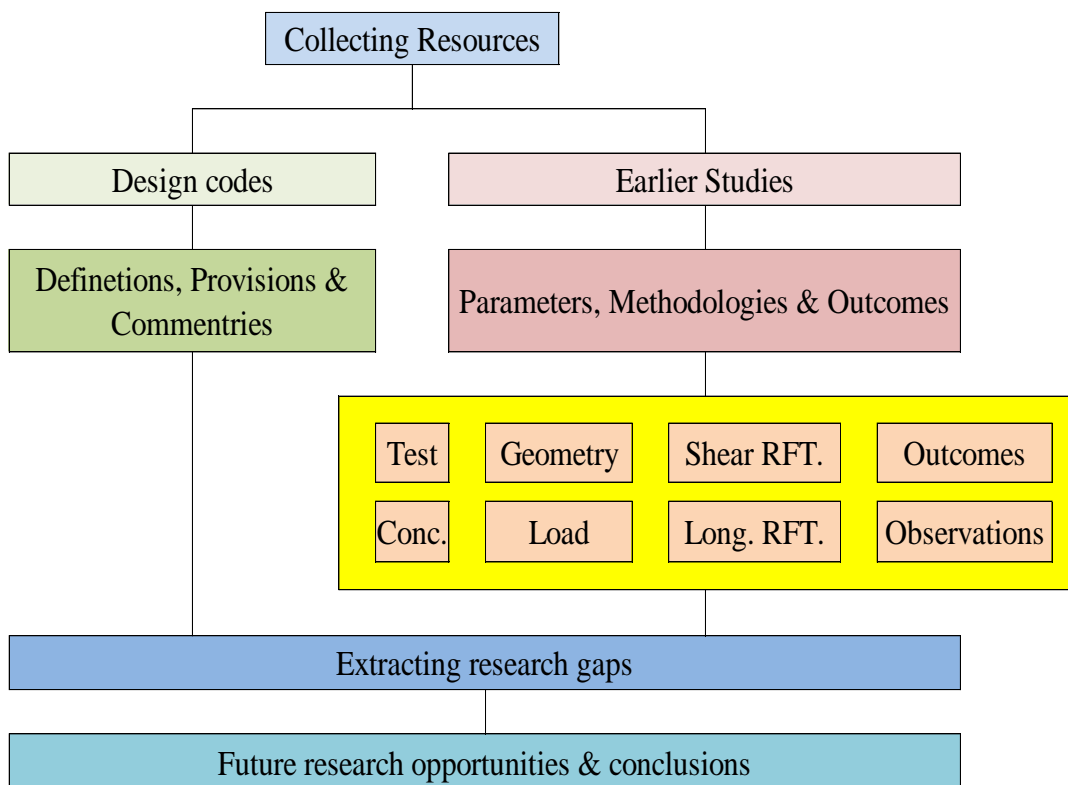 Collecting Resources
Design codes
Earlier Studies
Definetions, Provisions &
Commentries
Parameters, Methodologies & Outcomes
Test
Geometry
Shear RFT.
Outcomes
Conc.
Load
Long. RFT.
Observations
Extracting research gaps
Future research opportunities & conclusions